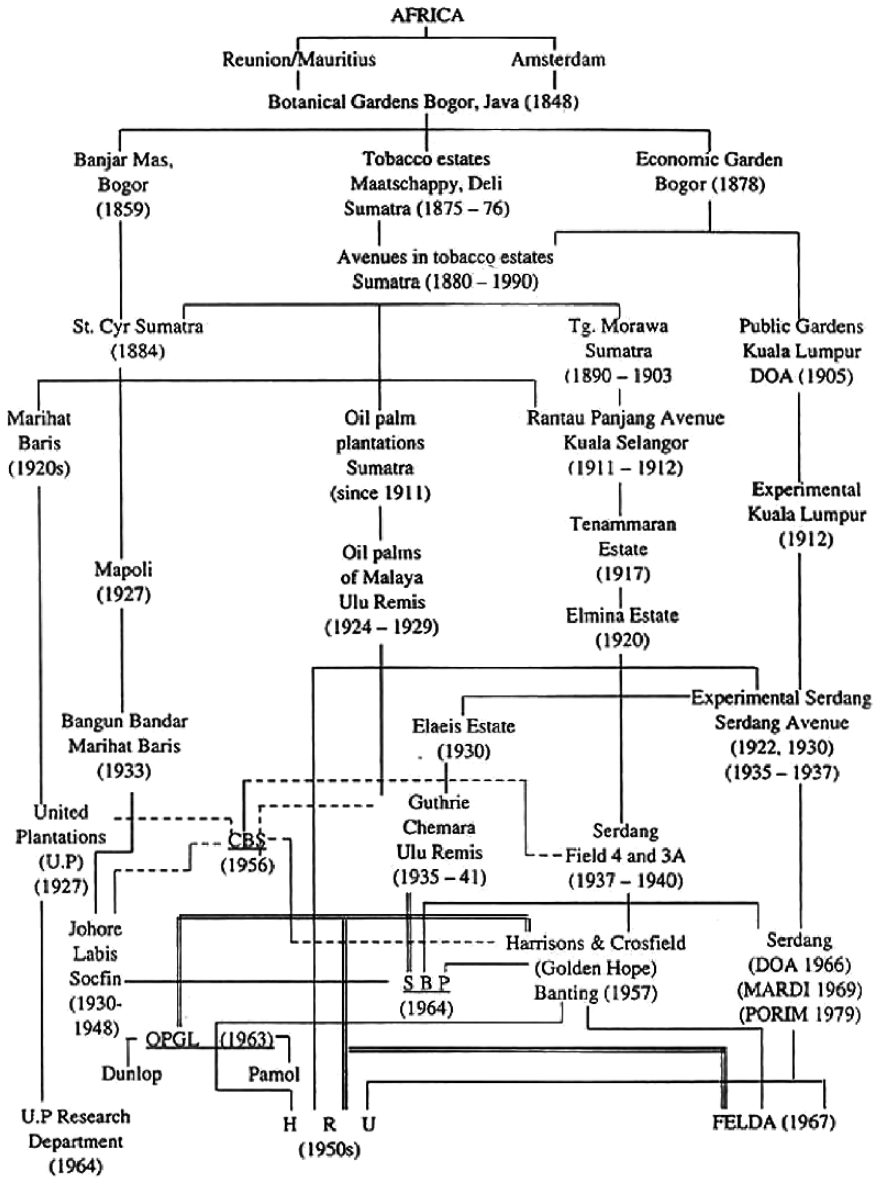 AFRICA
Reunion/Mauritius
Amsterdam
Botanical Gardens Bogor, Java (1848)
Banjar Mas,
Bogor
(1859)
Tobacco estates
Maatschappy, Deli
Sumatra (1875 – 76)
Economic Garden
Bogor (1878)
Avenues in tobacco estates
Sumatra (1880 – 1990)
St. Cyr Sumatra
(1884)
Tg. Morawa
Sumatra
(1890 – 1903
Public Gardens
Kuala Lumpur
DOA (1905)
Marihat
Baris
(1920s)
Oil palm
plantations
Sumatra
(since 1911)
Rantau Panjang Avenue
Kuala Selangor
(1911 – 1912)
Experimental
Kuala Lumpur
(1912)
Tenammaran
Estate
(1917)
Mapoli
(1927)
Oil palms
of Malaya
Ulu Remis
(1924 – 1929)
Elmina Estate
(1920)
Bangun Bandar
Marihat Baris
(1933)
Elaeis Estate
(1930)
Experimental Serdang
Serdang Avenue
(1922, 1930)
(1935 – 1937)
United
Plantations
(U.P)
(1927)
CBS
(1956)
Guthrie
Chemara
Ulu Remis
(1935 – 41)
Serdang
Field 4 and 3A
(1937 – 1940)
Johore
Labis
Socfin
(1930-
1948)
S B P
(1964)
Harrisons & Crosfield
(Golden Hope)
Banting (1957)
Serdang
(DOA 1966)
(MARDI 1969)
(PORIM 1979)
OPGL (1963)
Dunlop
Pamol
U.P Research
Department
(1964)
H R U
(1950s)
FELDA (1967)